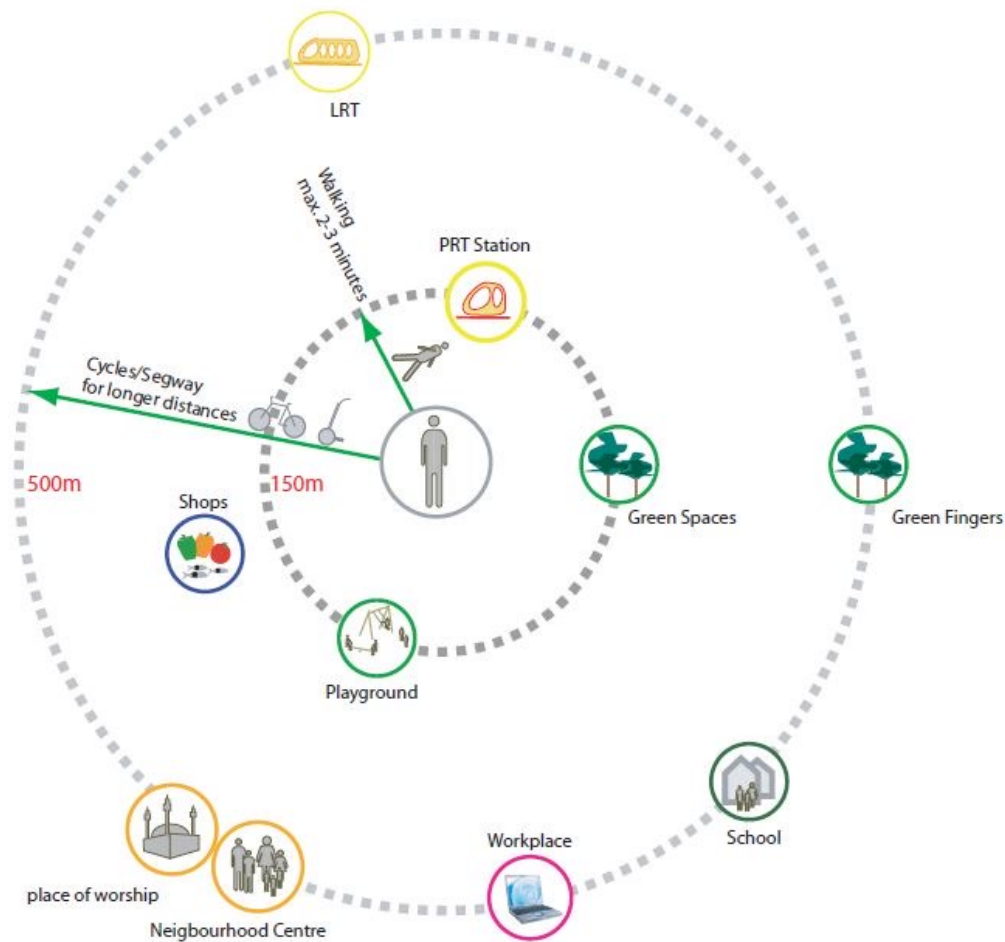 LRT
Walking
max. 2-3 minutes
PRT Station
Cycles/Segway
for longer distances
500m
150m
Shops
Green Spaces
Green Fingers
Playground
School
Workplace
place of worship
Neigbourhood Centre